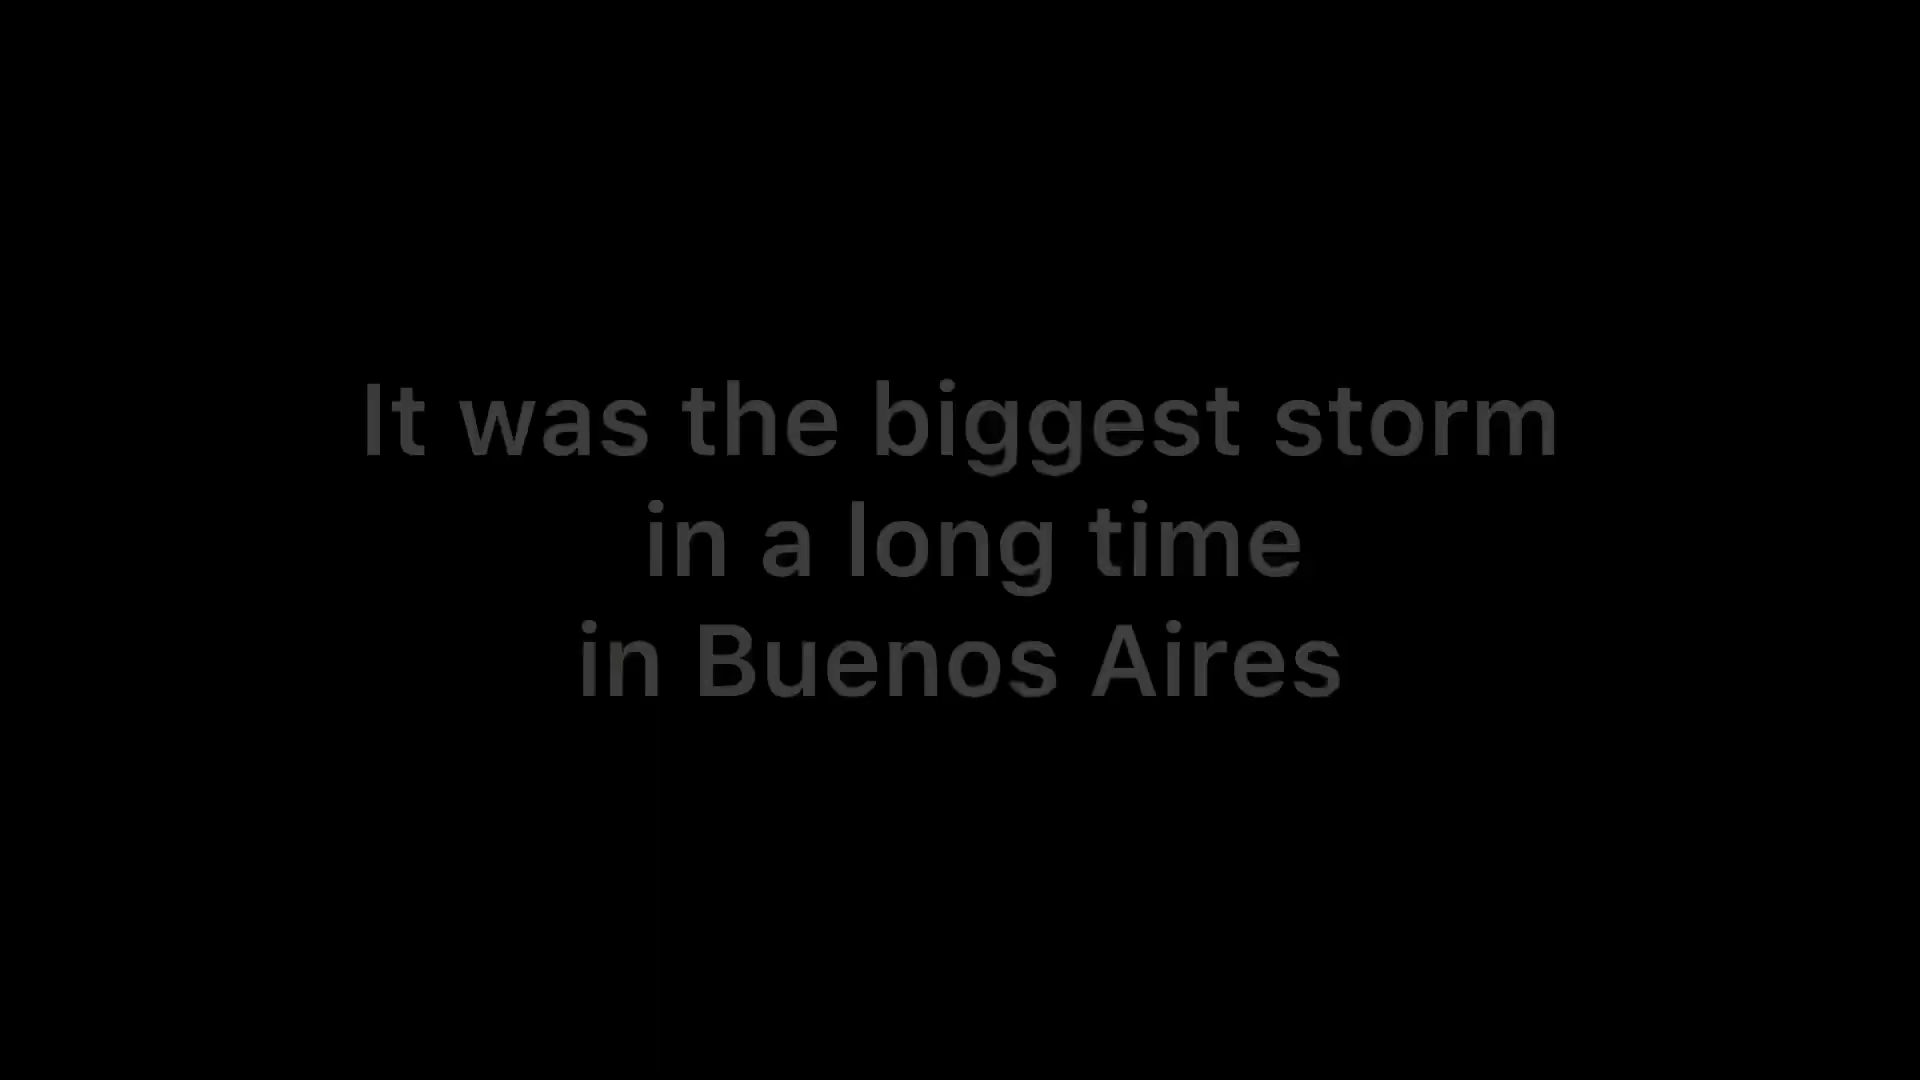 It was the biggest storm
in a long time
in Buenos Aires